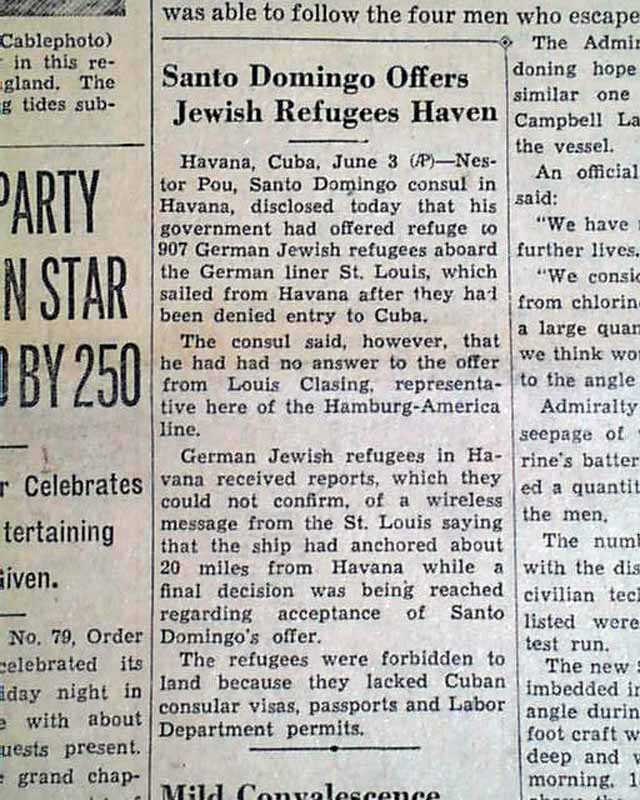 was able to follow the four men who escape
Cablephoto)
in this re-
gland. The
g tides sub-
PARTY
N STAR
BY 250
r Celebrates
tertaining
Given.
No. 79, Order
celebrated its
day night in
with about
uests present.
grand chap-
Santo Domingo Offers
Jewish Refugees Haven
Havana, Cuba, June 3 (AP)—Nes-
tor Pou, Santo Domingo consul in
Havana, disclosed today that his
government had offered refuge to
907 German Jewish refugees aboard
the German liner St. Louis, which
sailed from Havana after they had
been denied entry to Cuba.
The consul said, however, that
he had had no answer to the offer
from Louis Clasing, representa-
tive here of the Hamburg-America
line.
German Jewish refugees in Ha-
vana received reports, which they
could not confirm, of a wireless
message from the St. Louis saying
that the ship had anchored about
20 miles from Havana while a
final decision was being reached
regarding acceptance of Santo
Domingo's offer.
The refugees were forbidden to
land because they lacked Cuban
consular visas, passports and Labor
Department permits.
Mild Convalescence
The Admir
doning hope
similar one
Campbell La
the vessel.
An official
said:
"We have
further lives.
"We consid
from chlorin
a large quan
we think wou
to the angle
Admiralty
seepage of
rine's batter
ed a quantit
the men.
The numb
with the dis
civilian tech
listed were
test run.
The new
imbedded in
angle durin
foot craft w
deep and
morning.